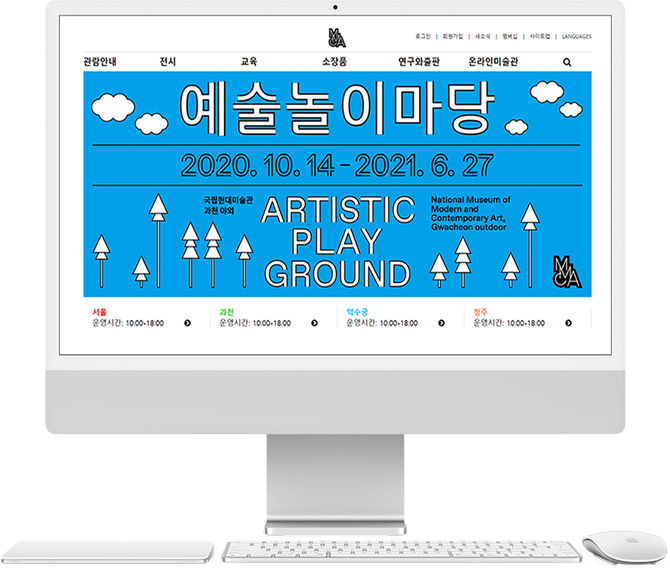 MMCA
로그인 | 회원가입 | 새소식 | 멤버십 | 사이트맵 | LANGUAGES
관람안내 전시 교육 소장품 연구와출판 온라인미술관
예술놀이마당
2020. 10. 14 - 2021. 6. 27
국립현대미술관
과천 야외
ARTISTIC
PLAY
GROUND
National Museum of
Modern and
Contemporary Art,
Gwacheon outdoor
MMCA
서울
운영시간: 10:00-18:00
과천
운영시간: 10:00-18:00
덕수궁
운영시간: 10:00-18:00
청주
운영시간: 10:00-18:00